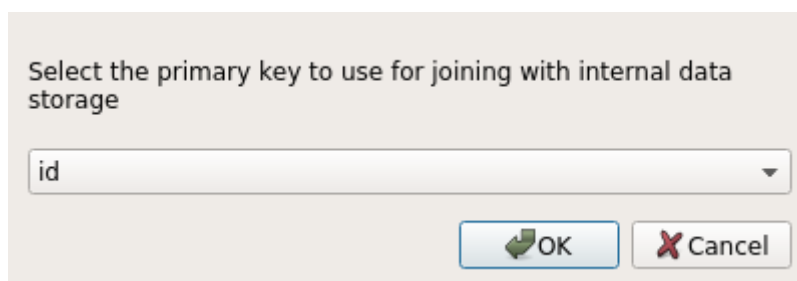 Select the primary key to use for joining with internal data
storage
id
OK
Cancel